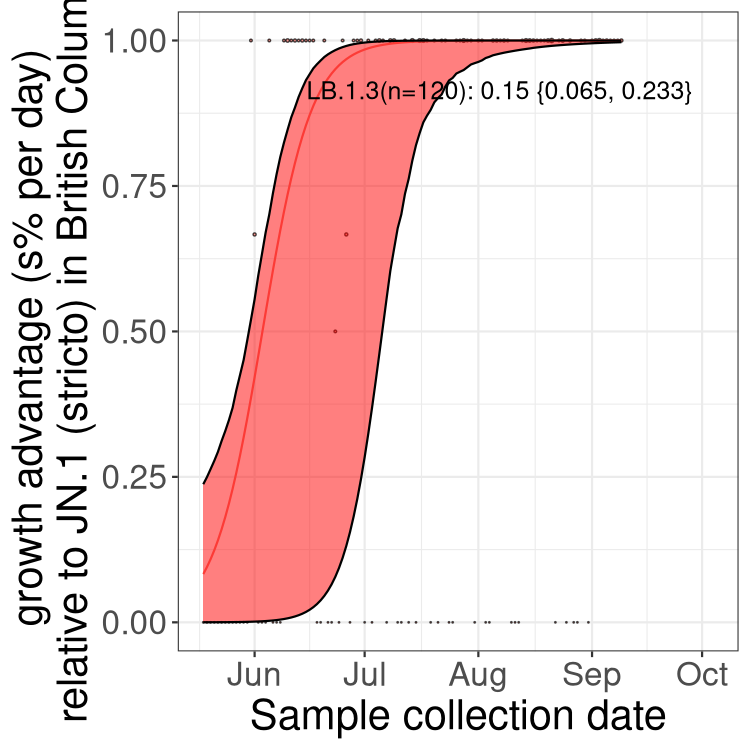 growth advantage (s% per day)
relative to JN.1 (stricto) in British Colum
1.00
0.75
0.50
0.25
0.00
LB.1.3(n=120): 0.15 {0.065, 0.233}
Jun Jul Aug Sep Oct
Sample collection date